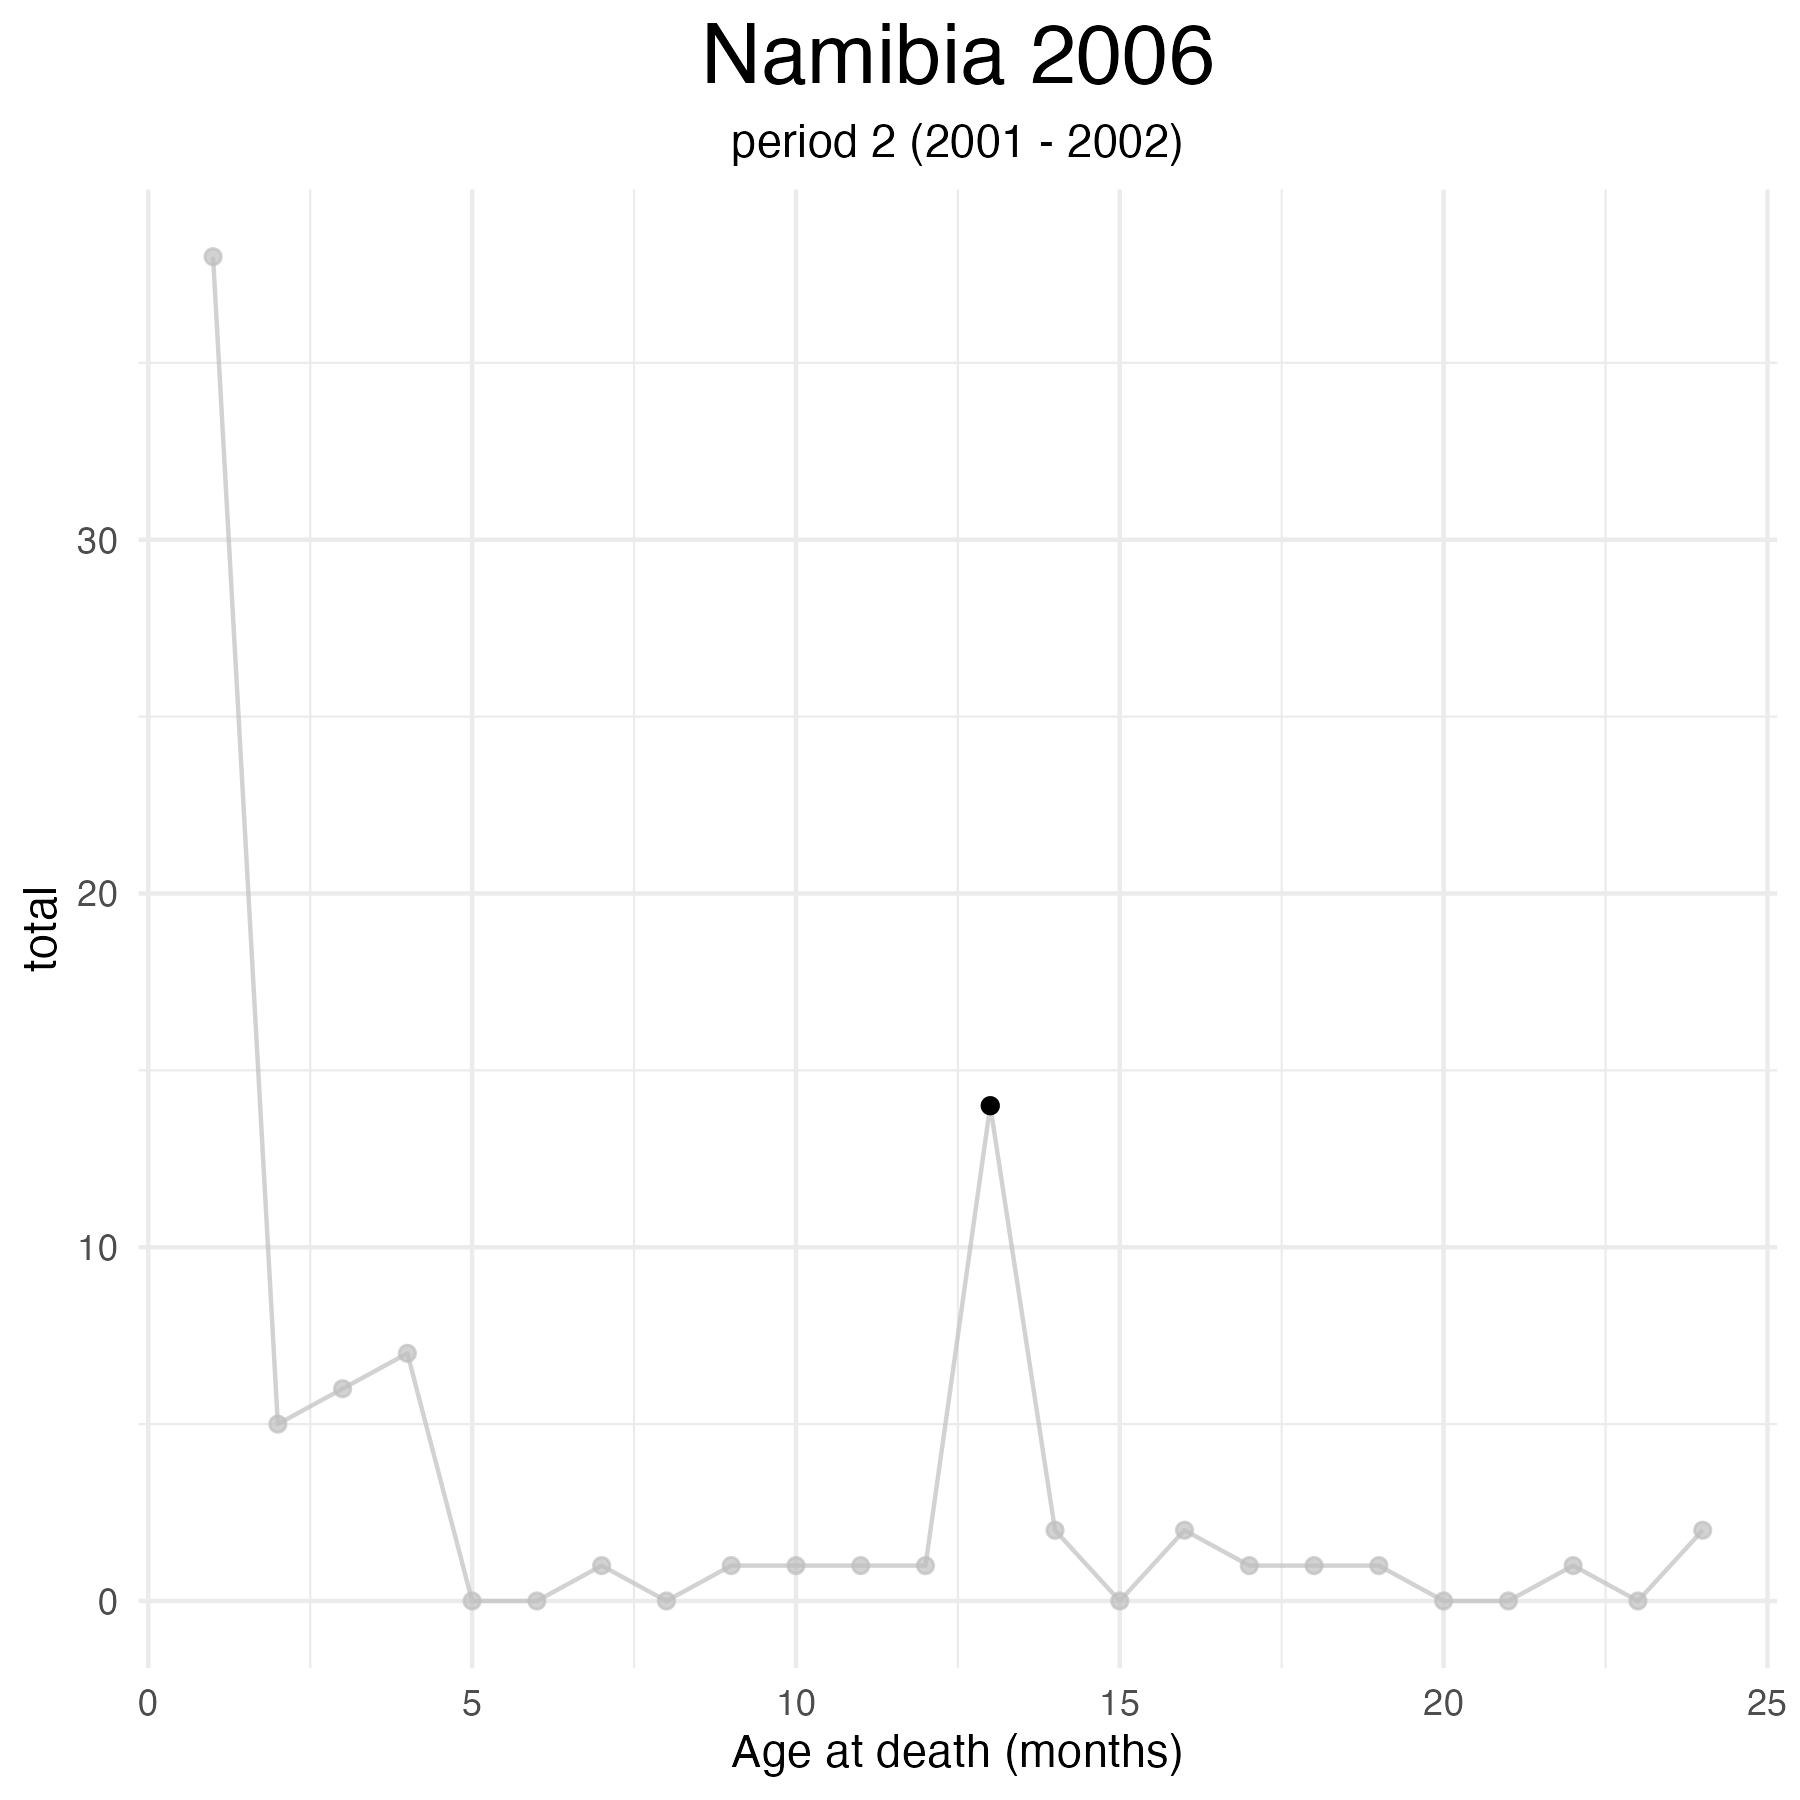 Namibia 2006
period 2 (2001 - 2002)
total
30
20
10
0
0 5 10 15 20 25
Age at death (months)